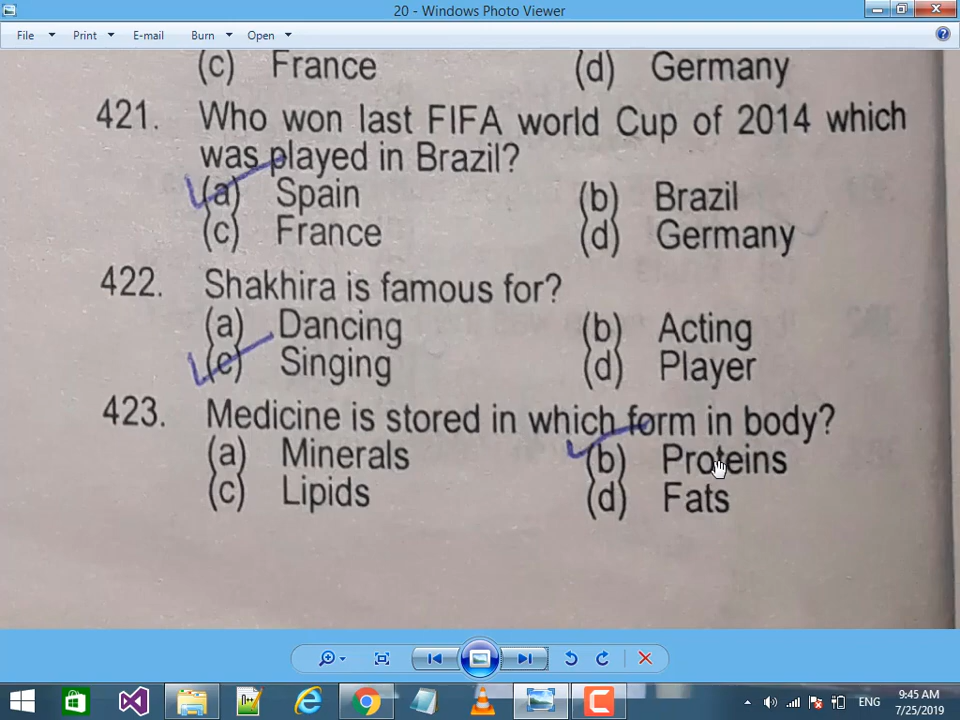 20 - Windows Photo Viewer
File Print E-mail Burn Open
(c) France (d) Germany
421. Who won last FIFA world Cup of 2014 which
was played in Brazil?
(a) Spain (b) Brazil
(c) France (d) Germany
422. Shakhira is famous for?
(a) Dancing (b) Acting
(c) Singing (d) Player
423. Medicine is stored in which form in body?
(a) Minerals (b) Proteins
(c) Lipids (d) Fats
ENG 9:45 AM
7/25/2019